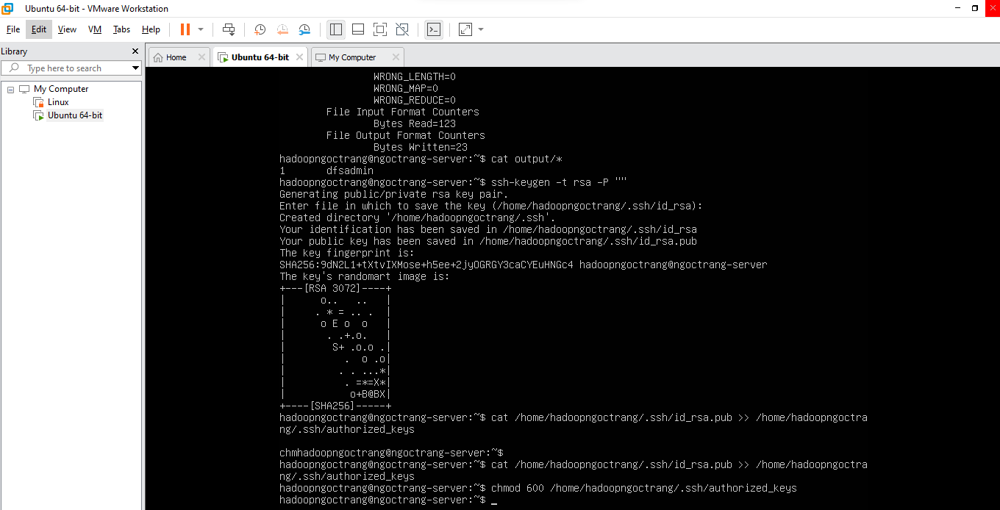 Ubuntu 64-bit - VMware Workstation
File Edit View VM Tabs Help
Library
Type here to search
My Computer
Linux
Ubuntu 64-bit
Home
Ubuntu 64-bit
My Computer
WRONG_LENGTH=0
WRONG_MAP=0
WRONG_REDUCE=0
File Input Format Counters
Bytes Read=123
File Output Format Counters
Bytes Written=23
hadoopngoctrang@ngoctrang-server:~$ cat output/*
1       dfsadmin
hadoopngoctrang@ngoctrang-server:~$ ssh-keygen -t rsa -P ""
Generating public/private rsa key pair.
Enter file in which to save the key (/home/hadoopngoctrang/.ssh/id_rsa):
Created directory '/home/hadoopngoctrang/.ssh'.
Your identification has been saved in /home/hadoopngoctrang/.ssh/id_rsa
Your public key has been saved in /home/hadoopngoctrang/.ssh/id_rsa.pub
The key fingerprint is:
SHA256:9dN2L1+tXtvIXMose+h5ee+2jyOGRGY3caCYEuHNGc4 hadoopngoctrang@ngoctrang-server
The key's randomart image is:
+---[RSA 3072]----+
|      o..   ..   |
|     . * = .. .  |
|      o E o  o   |
|       . .+.o.   |
|        S+ .o.o .|
|          .  o .o|
|         . . ...*|
|          . =*=X*|
|           o+B@BX|
+----[SHA256]-----+
hadoopngoctrang@ngoctrang-server:~$ cat /home/hadoopngoctrang/.ssh/id_rsa.pub >> /home/hadoopngoctra
ng/.ssh/authorized_keys
chmhadoopngoctrang@ngoctrang-server:~$
hadoopngoctrang@ngoctrang-server:~$ cat /home/hadoopngoctrang/.ssh/id_rsa.pub >> /home/hadoopngoctra
ng/.ssh/authorized_keys
hadoopngoctrang@ngoctrang-server:~$ chmod 600 /home/hadoopngoctrang/.ssh/authorized_keys
hadoopngoctrang@ngoctrang-server:~$ _